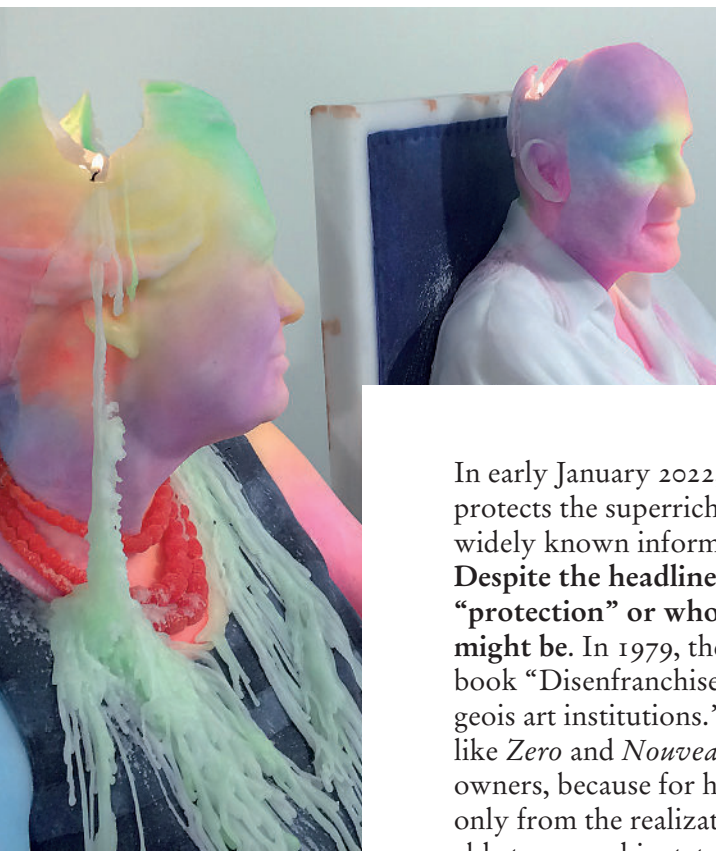 In early January 2022
protects the superrich
widely known inform
Despite the headline
“protection” or who
might be. In 1979, the
book “Disenfranchise
geois art institutions.”
like Zero and Nouvea
owners, because for h
only from the realizat